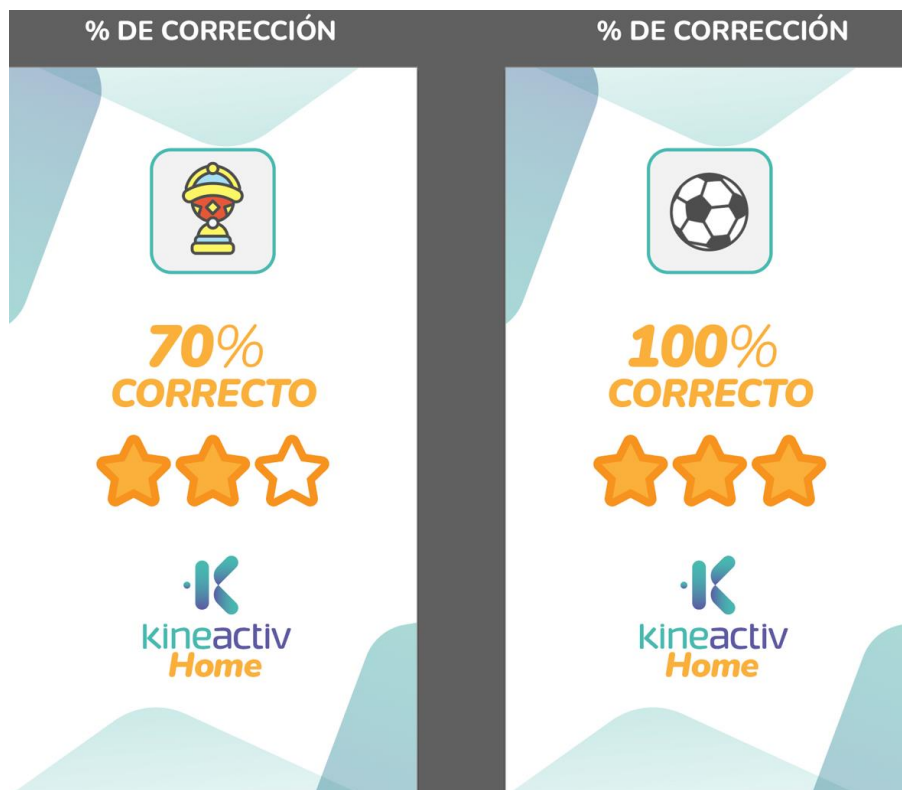 % DE CORRECCIÓN
70%
CORRECTO
kineactiv
Home
% DE CORRECCIÓN
100%
CORRECTO
kineactiv
Home